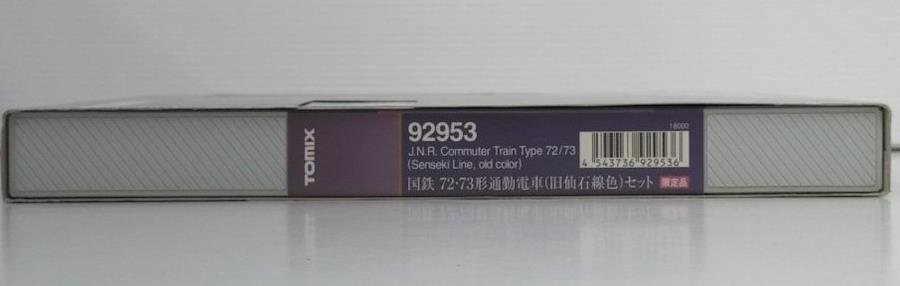 TOMIX
92953
J.N.R. Commuter Train Type 72/73
(Senseki Line, old color)
国鉄 72・73形通勤電車(旧仙石線色)セット 限定品
18000
4 543736 929536